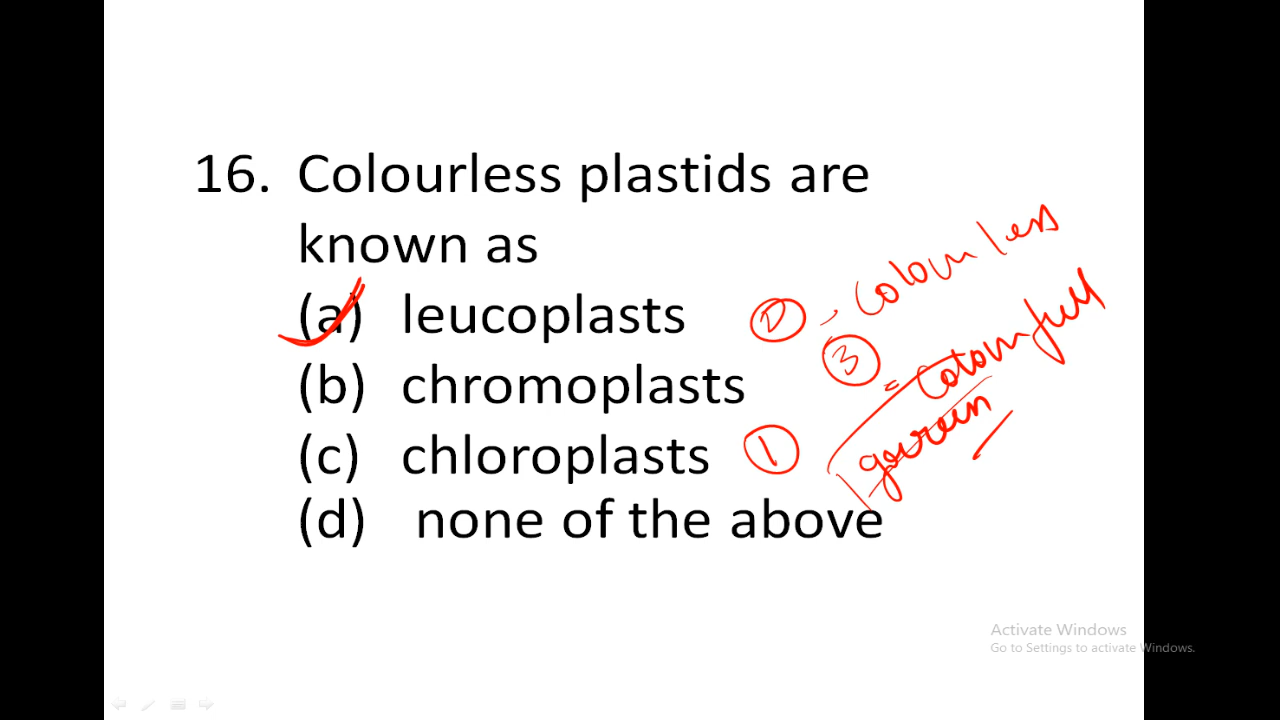 16. Colourless plastids are
known as
(a) leucoplasts ② - Colourless
(b) chromoplasts ③ = Colourfull
(c) chloroplasts ① green
(d) none of the above
Activate Windows
Go to Settings to activate Windows.